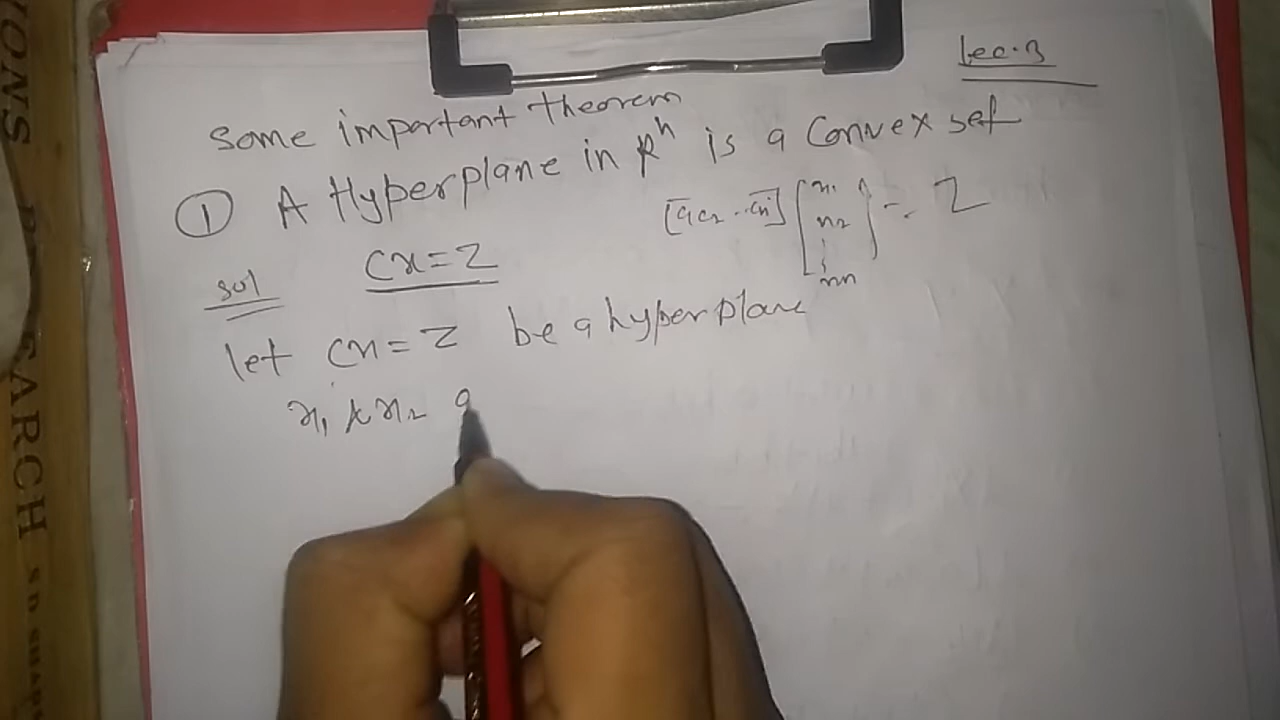 Lec.3
Some important theorem
① A Hyperplane in Rⁿ is a Convex set
[c₁ c₂ .. cₙ] [x₁ x₂ ⋮ xₙ] = Z
Sol Cx = Z
let Cx = Z be a hyperplane
x₁ & x₂ a